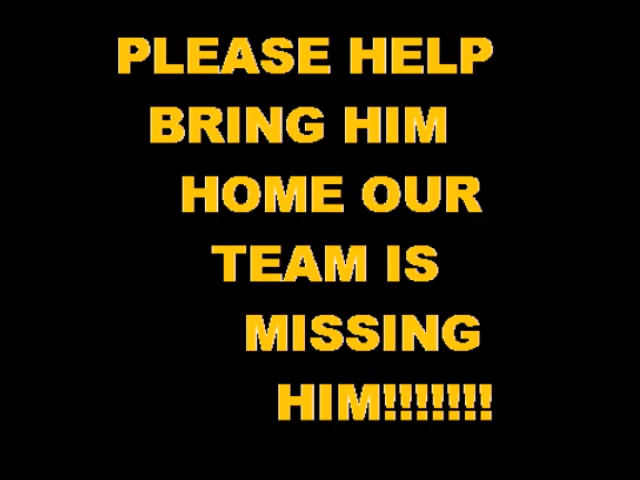 PLEASE HELP
BRING HIM
HOME OUR
TEAM IS
MISSING
HIM!!!!!!!